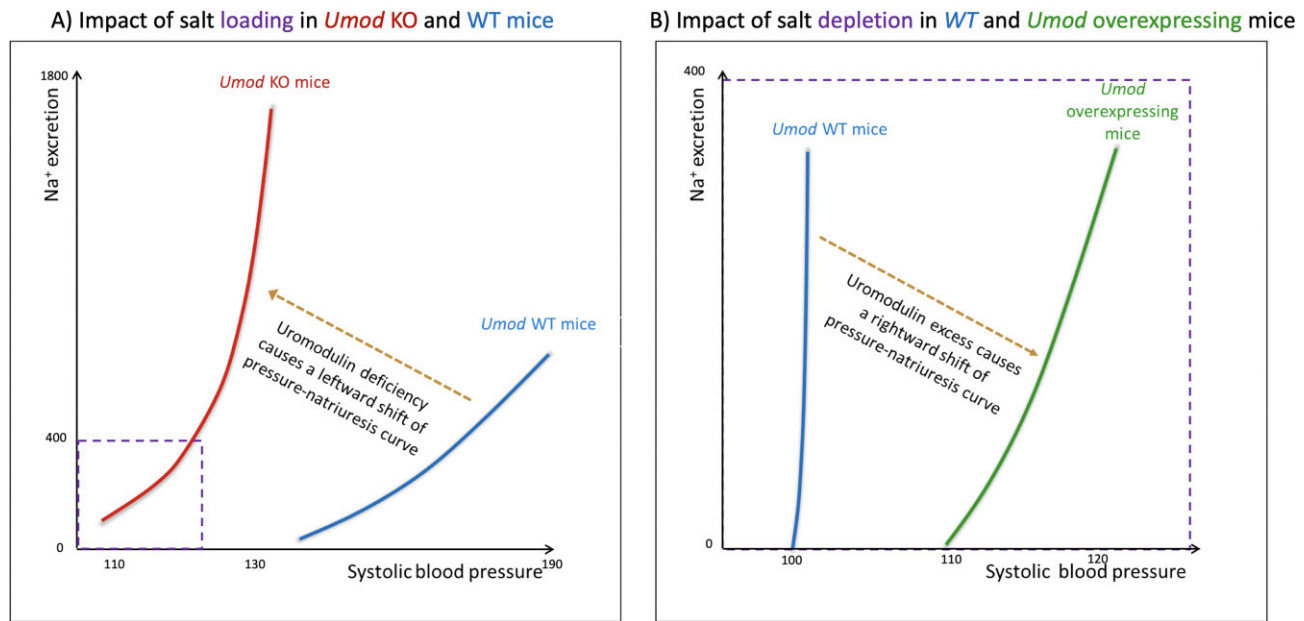 A) Impact of salt loading in Umod KO and WT mice
1800
Na⁺ excretion
Umod KO mice
Umod WT mice
Uromodulin deficiency
causes a leftward shift of
pressure-natriuresis curve
400
0
110
130
190
Systolic blood pressure
B) Impact of salt depletion in WT and Umod overexpressing mice
400
Na⁺ excretion
Umod WT mice
Umod
overexpressing
mice
Uromodulin excess causes
a rightward shift of
pressure-natriuresis curve
0
100
110
120
Systolic blood pressure